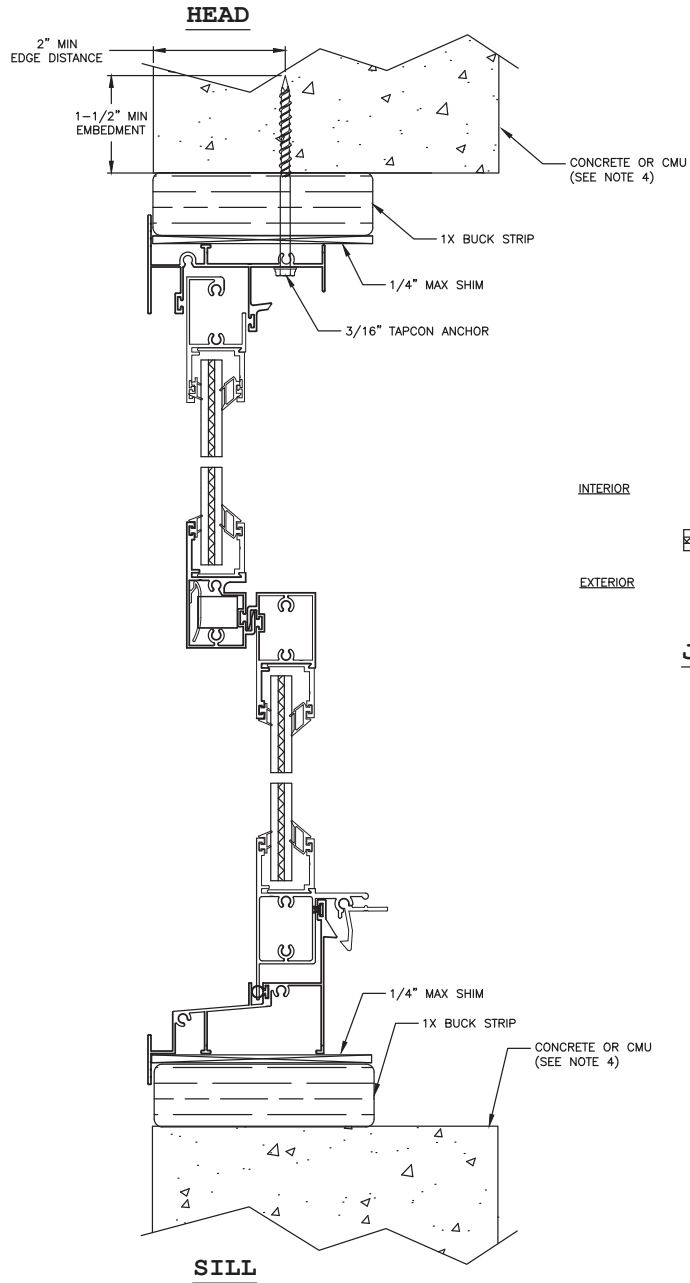 HEAD
2" MIN
EDGE DISTANCE
1-1/2" MIN
EMBEDMENT
CONCRETE OR CMU
(SEE NOTE 4)
1X BUCK STRIP
1/4" MAX SHIM
3/16" TAPCON ANCHOR
INTERIOR
EXTERIOR
1/4" MAX SHIM
1X BUCK STRIP
CONCRETE OR CMU
(SEE NOTE 4)
SILL